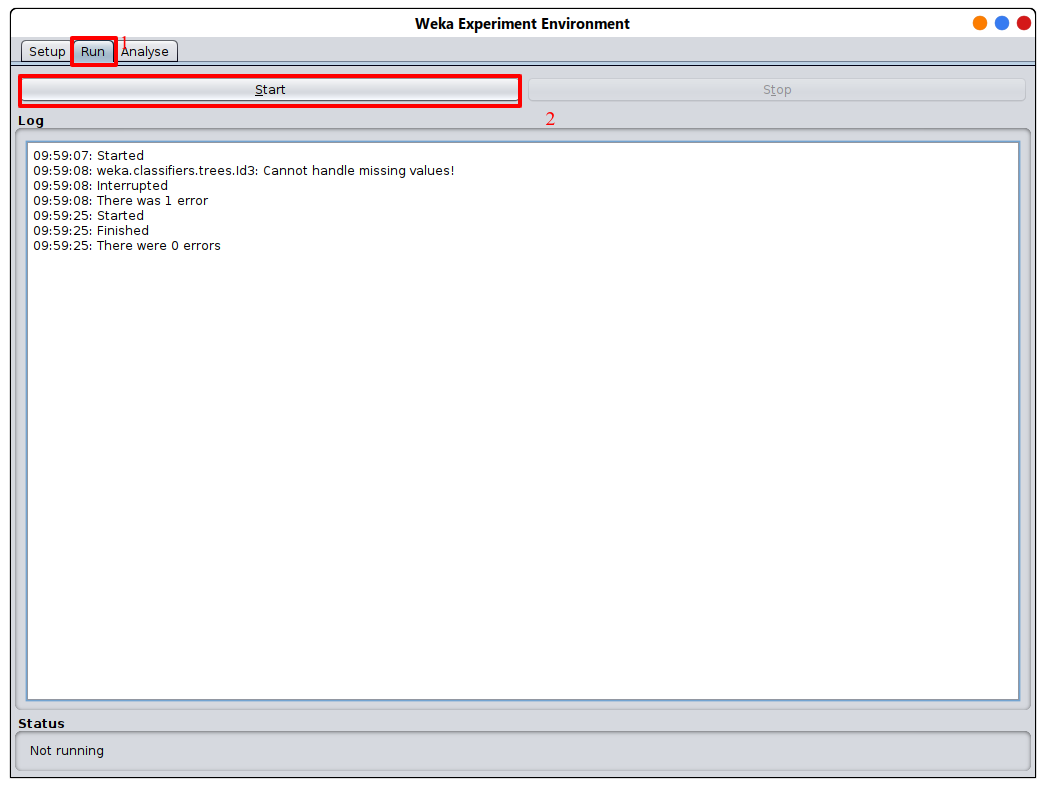 Weka Experiment Environment
Setup Run 1 Analyse
Start Stop
2
Log
09:59:07: Started
09:59:08: weka.classifiers.trees.Id3: Cannot handle missing values!
09:59:08: Interrupted
09:59:08: There was 1 error
09:59:25: Started
09:59:25: Finished
09:59:25: There were 0 errors
Status
Not running